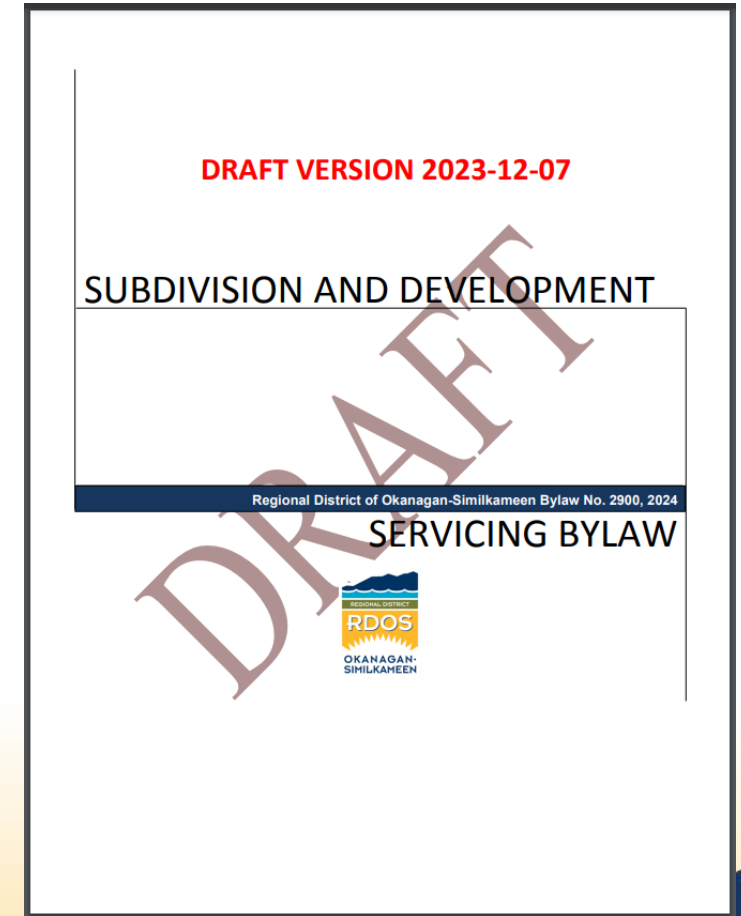 DRAFT VERSION 2023-12-07
SUBDIVISION AND DEVELOPMENT
DRAFT
Regional District of Okanagan-Similkameen Bylaw No. 2900, 2024
SERVICING BYLAW
REGIONAL DISTRICT
RDOS
OKANAGAN-
SIMILKAMEEN